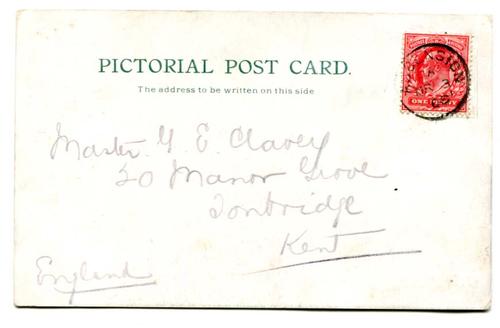 PICTORIAL POST CARD.
The address to be written on this side
ONE PENNY
Master G E Clavey
20 Manor Grove
Tonbridge
Kent
England